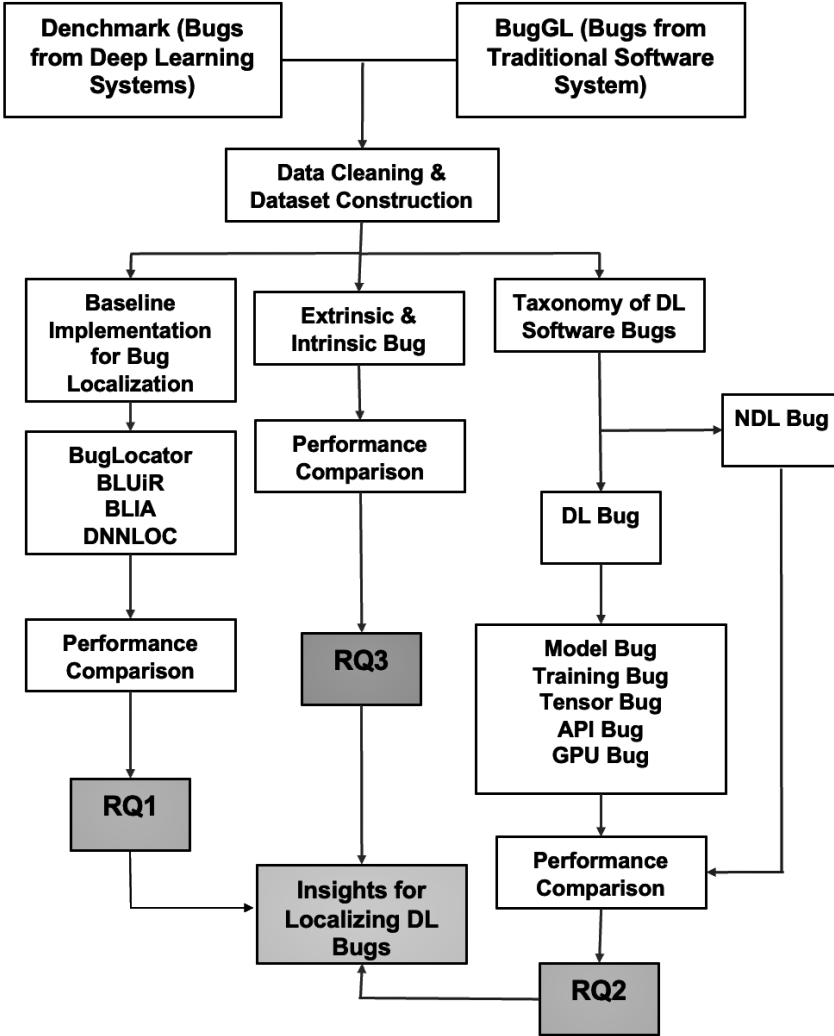 Denchmark (Bugs
from Deep Learning
Systems)
BugGL (Bugs from
Traditional Software
System)
Data Cleaning &
Dataset Construction
Baseline
Implementation
for Bug
Localization
Extrinsic &
Intrinsic Bug
Taxonomy of DL
Software Bugs
NDL Bug
BugLocator
BLUiR
BLIA
DNNLOC
Performance
Comparison
DL Bug
Performance
Comparison
RQ3
Model Bug
Training Bug
Tensor Bug
API Bug
GPU Bug
RQ1
Performance
Comparison
Insights for
Localizing DL
Bugs
RQ2